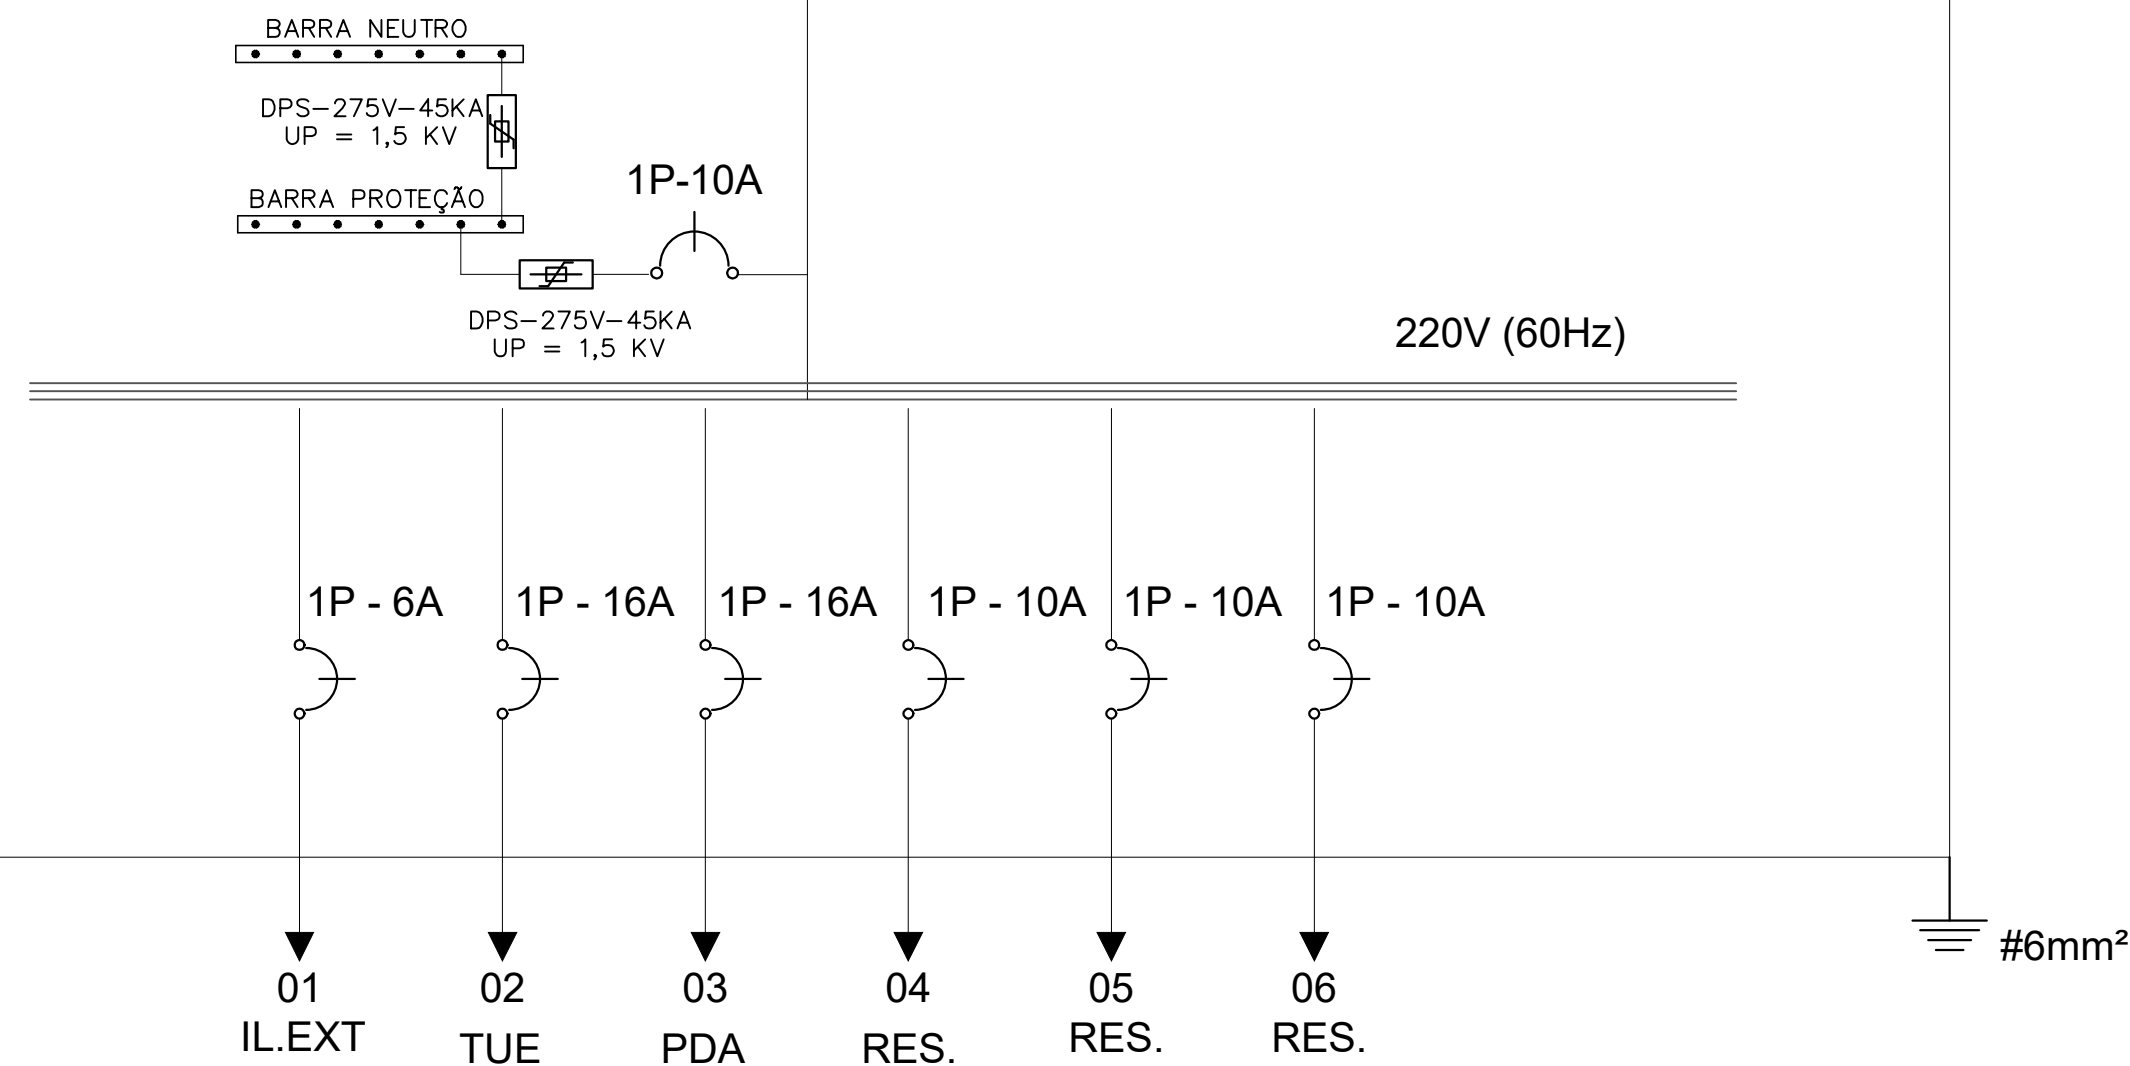 BARRA NEUTRO
DPS-275V-45KA
UP = 1,5 KV
1P-10A
BARRA PROTEÇÃO
DPS-275V-45KA
UP = 1,5 KV
220V (60Hz)
1P - 6A
1P - 16A
1P - 16A
1P - 10A
1P - 10A
1P - 10A
#6mm²
01
IL.EXT
02
TUE
03
PDA
04
RES.
05
RES.
06
RES.